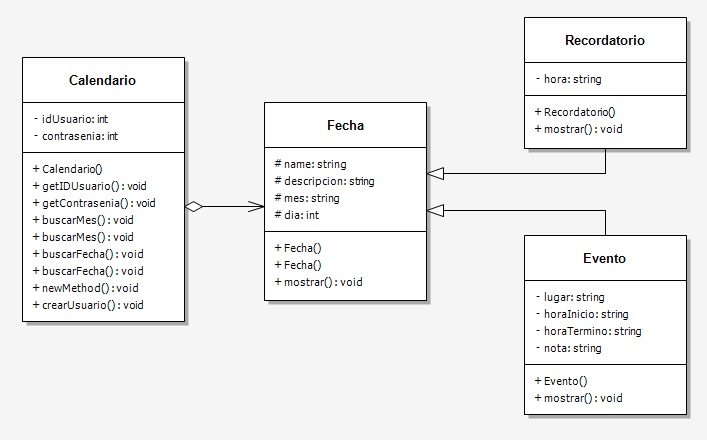 Calendario
- idUsuario: int
- contrasenia: int
+ Calendario()
+ getIDUsuario() : void
+ getContrasenia() : void
+ buscarMes() : void
+ buscarMes() : void
+ buscarFecha() : void
+ buscarFecha() : void
+ newMethod() : void
+ crearUsuario() : void
Fecha
# name: string
# descripcion: string
# mes: string
# dia: int
+ Fecha()
+ Fecha()
+ mostrar() : void
Recordatorio
- hora: string
+ Recordatorio()
+ mostrar() : void
Evento
- lugar: string
- horaInicio: string
- horaTermino: string
- nota: string
+ Evento()
+ mostrar() : void